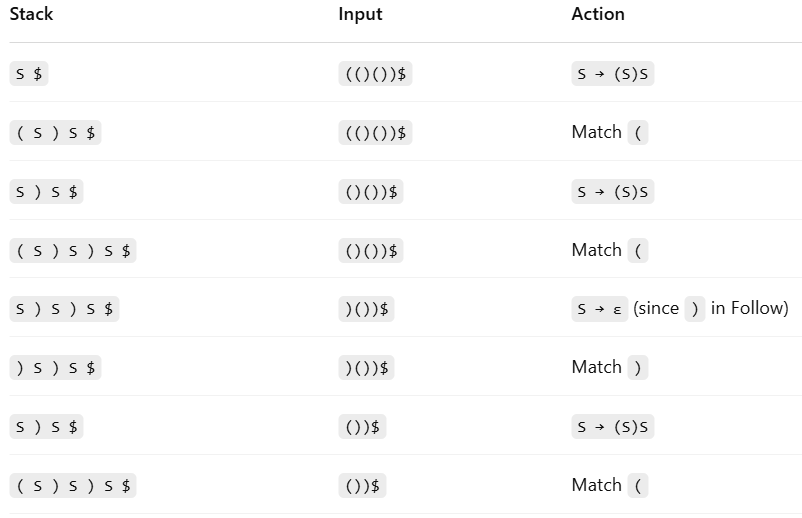 Stack Input Action
S $ (()())$ S → (S)S
( S ) S $ (()())$ Match (
S ) S $ ()())$ S → (S)S
( S ) S ) S $ ()())$ Match (
S ) S ) S $ )())$ S → ε (since ) in Follow)
) S ) S $ )())$ Match )
S ) S $ ())$ S → (S)S
( S ) S ) S $ ())$ Match (